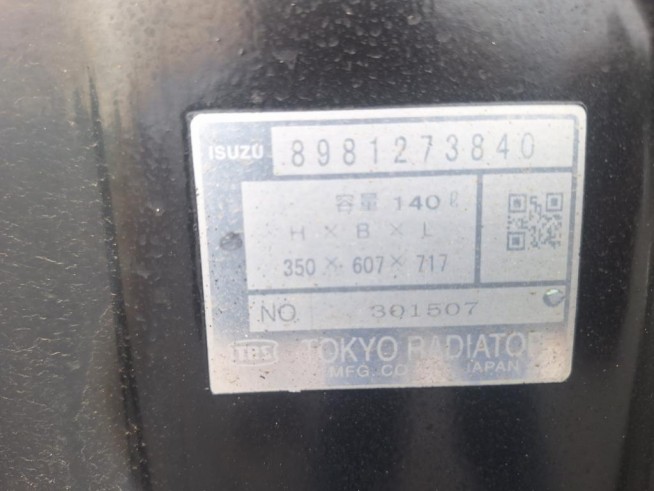 ISUZU 8981273840
容量 140ℓ
H × B × L
350 × 607 × 717
NO. 301507
TOKYO RADIATOR
MFG. CO. JAPAN